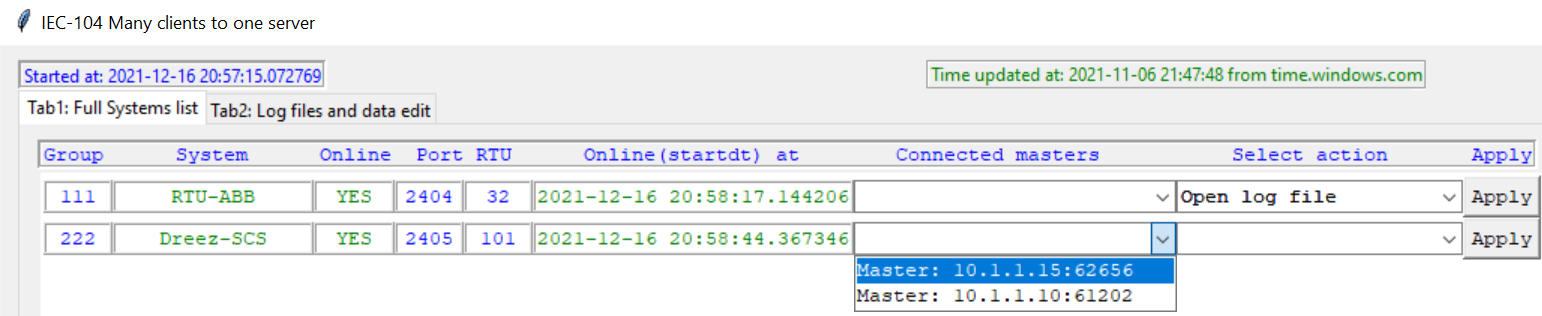 IEC-104 Many clients to one server
Started at: 2021-12-16 20:57:15.072769 Time updated at: 2021-11-06 21:47:48 from time.windows.com
Tab1: Full Systems list Tab2: Log files and data edit
Group System Online Port RTU Online(startdt) at Connected masters Select action Apply
111 RTU-ABB YES 2404 32 2021-12-16 20:58:17.144206 Open log file Apply
222 Dreez-SCS YES 2405 101 2021-12-16 20:58:44.367346 Apply
Master: 10.1.1.15:62656
Master: 10.1.1.10:61202